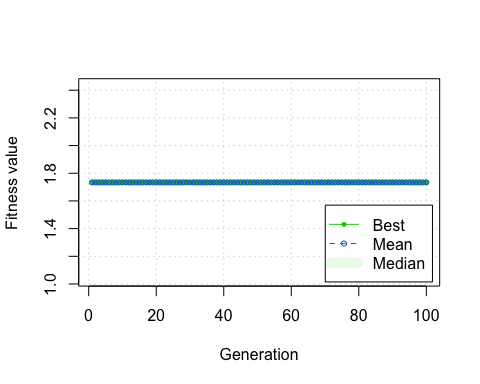 Fitness value
2.2
1.8
1.4
1.0
Best
Mean
Median
0 20 40 60 80 100
Generation